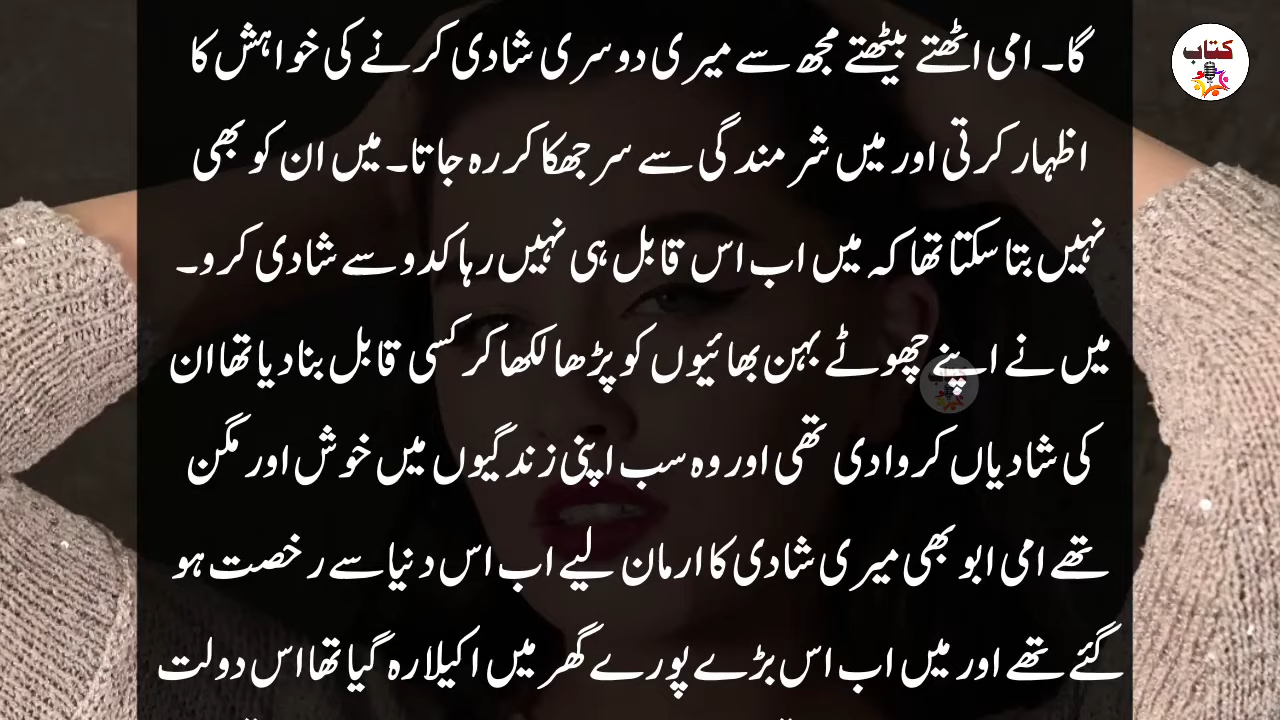 کتاب
گا۔ امی اٹھتے بیٹھتے مجھ سے میری دوسری شادی کرنے کی خواہش کا
اظہار کرتی اور میں شرمندگی سے سر جھکا کر رہ جاتا۔ میں ان کو بھی
نہیں بتا سکتا تھا کہ میں اب اس قابل ہی نہیں رہا کدو سے شادی کرو۔
میں نے اپنے چھوٹے بہن بھائیوں کو پڑھا لکھا کر کسی قابل بنا دیا تھا ان
کی شادیاں کروا دی تھی اور وہ سب اپنی زندگیوں میں خوش اور مگن
تھے امی ابو بھی میری شادی کا ارمان لیے اب اس دنیا سے رخصت ہو
گئے تھے اور میں اب اس بڑے پورے گھر میں اکیلا رہ گیا تھا اس دولت